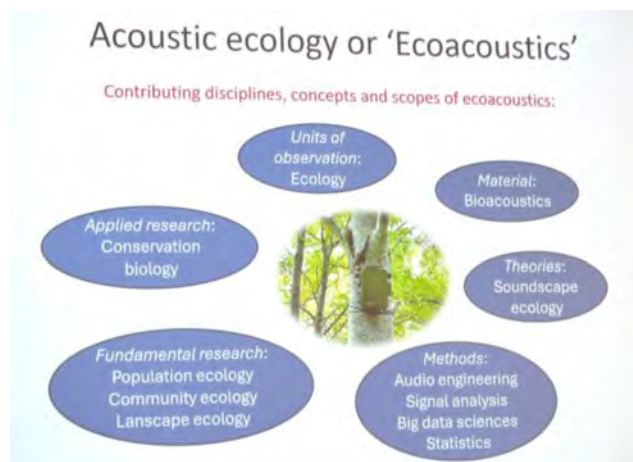 Acoustic ecology or 'Ecoacoustics'
Contributing disciplines, concepts and scopes of ecoacoustics:
Units of
observation:
Ecology
Material:
Bioacoustics
Theories:
Soundscape
ecology
Methods:
Audio engineering
Signal analysis
Big data sciences
Statistics
Fundamental research:
Population ecology
Community ecology
Lanscape ecology
Applied research:
Conservation
biology